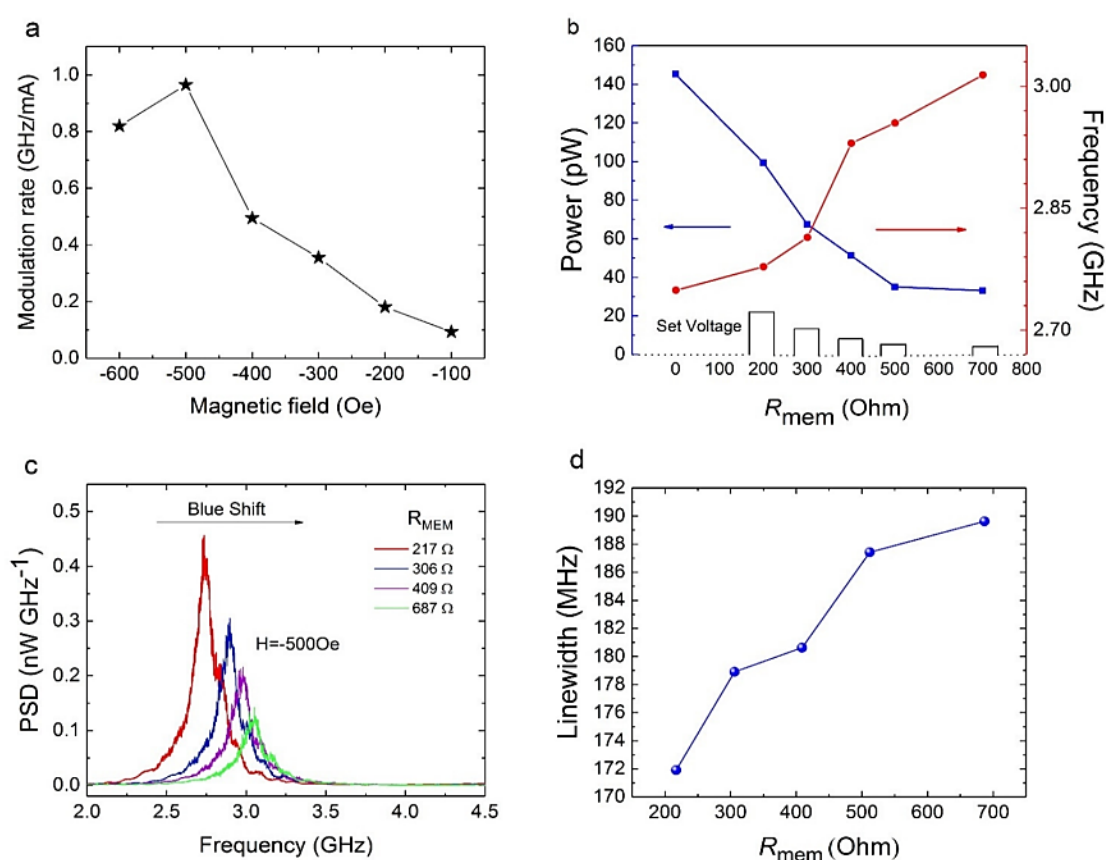 a
Modulation rate (GHz/mA)
1.0
0.8
0.6
0.4
0.2
0.0
-600 -500 -400 -300 -200 -100
Magnetic field (Oe)
b
Power (pW)
160
140
120
100
80
60
40
20
0
Set Voltage
3.00
2.85
2.70
Frequency (GHz)
0 100 200 300 400 500 600 700 800
Rmem (Ohm)
c
PSD (nW GHz-1)
0.5
0.4
0.3
0.2
0.1
0.0
Blue Shift
RMEM
217 Ω
306 Ω
409 Ω
687 Ω
H=-500Oe
2.0 2.5 3.0 3.5 4.0 4.5
Frequency (GHz)
d
Linewidth (MHz)
192
190
188
186
184
182
180
178
176
174
172
170
200 300 400 500 600 700
Rmem (Ohm)